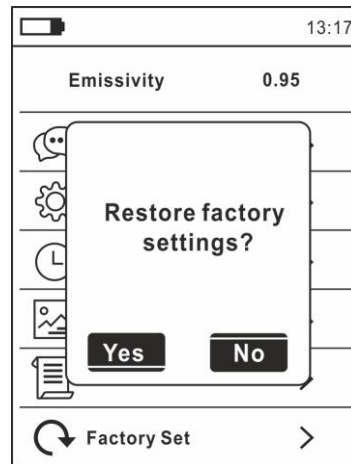 13:17
Emissivity 0.95
Restore factory
settings?
Yes No
Factory Set